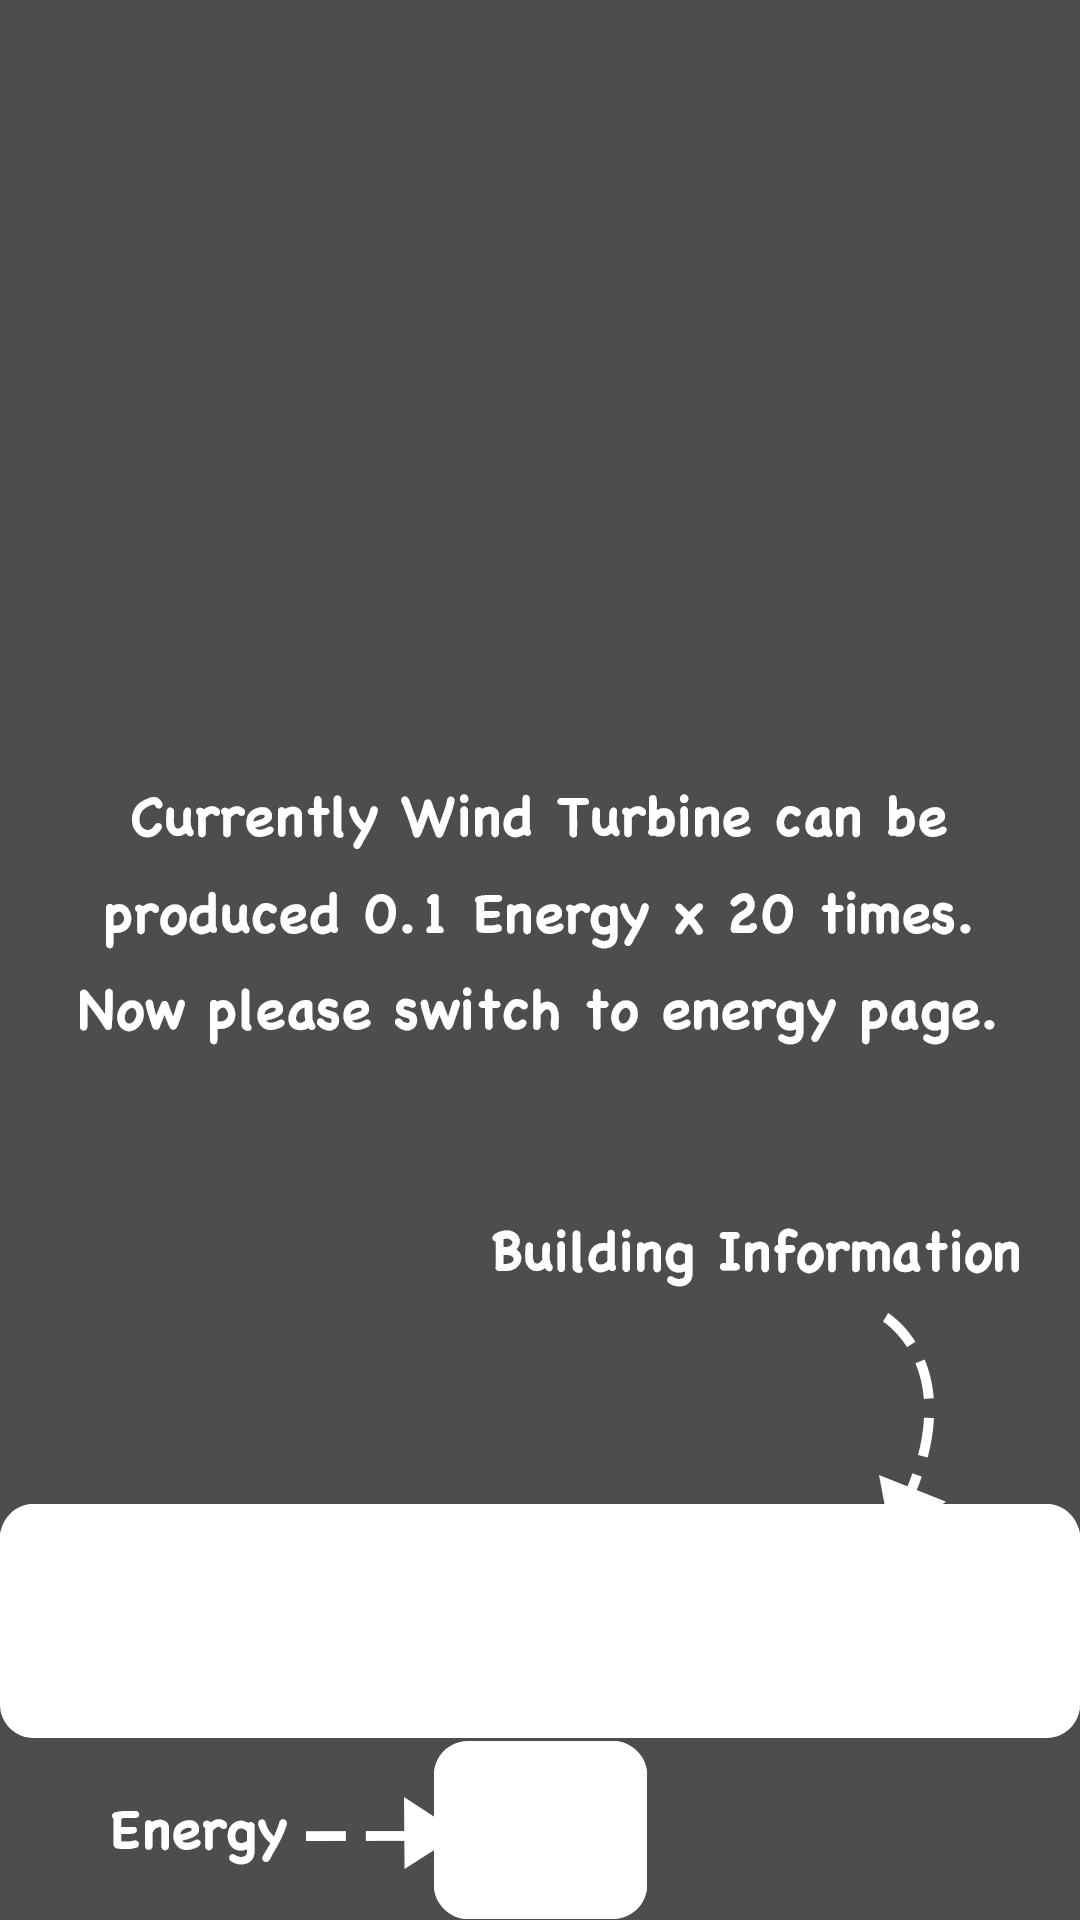 Currently Wind Turbine can be
produced 0.1 Energy x 20 times.
Now please switch to energy page.
Building Information
Energy